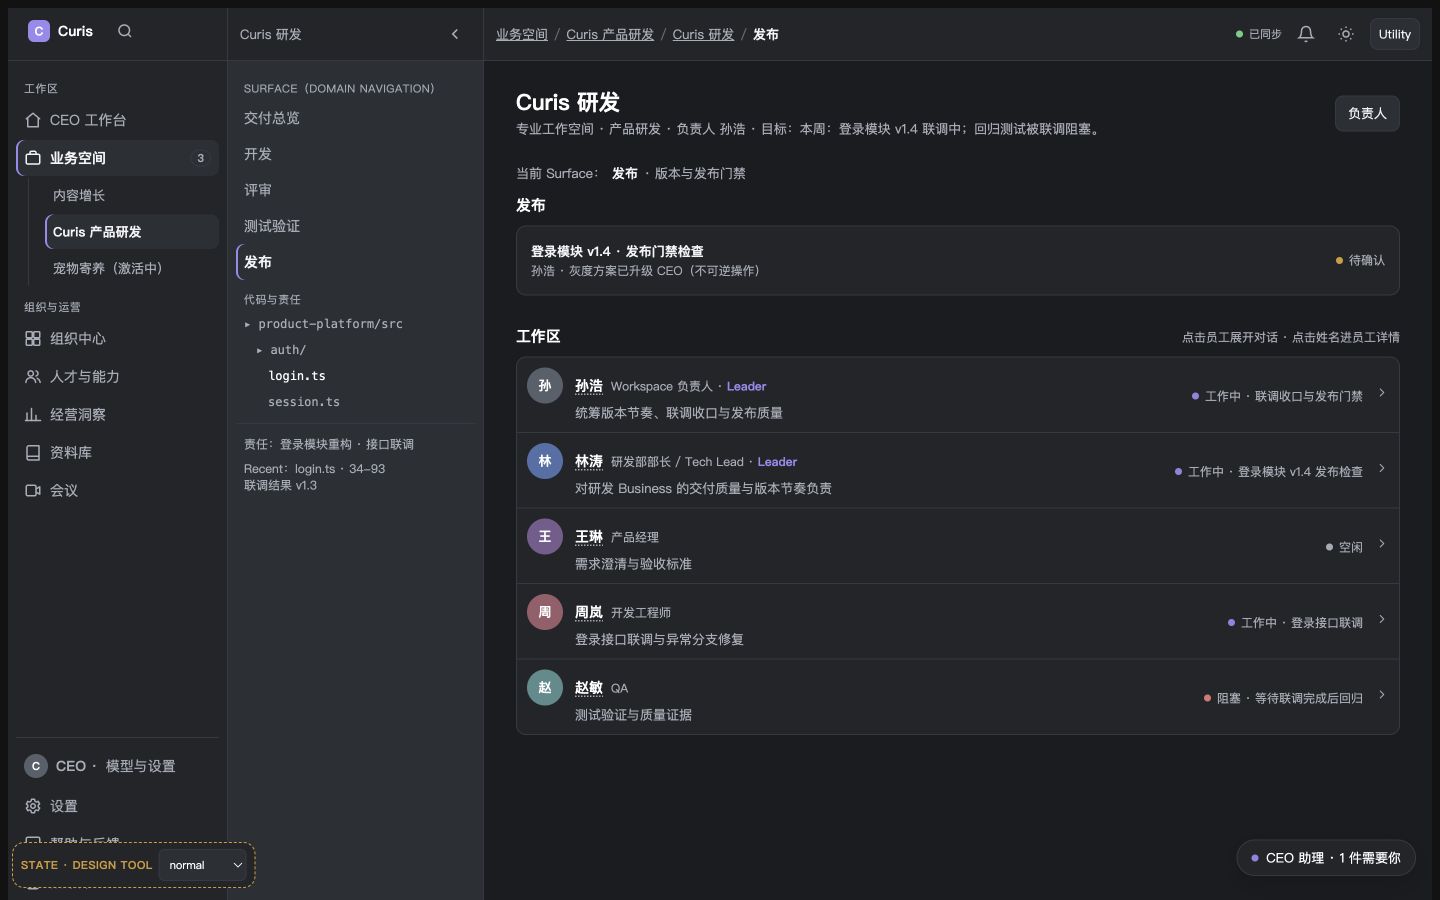 C Curis
工作区
CEO 工作台
业务空间 3
内容增长
Curis 产品研发
宠物寄养（激活中）
组织与运营
组织中心
人才与能力
经营洞察
资料库
会议
C CEO · 模型与设置
设置
帮助与反馈
STATE · DESIGN TOOL normal
Curis 研发
SURFACE（DOMAIN NAVIGATION）
交付总览
开发
评审
测试验证
发布
代码与责任
▸ product-platform/src
▸ auth/
login.ts
session.ts
责任：登录模块重构 · 接口联调
Recent：login.ts · 34–93
联调结果 v1.3
业务空间 / Curis 产品研发 / Curis 研发 / 发布
已同步
Utility
Curis 研发
专业工作空间 · 产品研发 · 负责人 孙浩 · 目标：本周：登录模块 v1.4 联调中；回归测试被联调阻塞。
负责人
当前 Surface： 发布 · 版本与发布门禁
发布
登录模块 v1.4 · 发布门禁检查
孙浩 · 灰度方案已升级 CEO（不可逆操作）
待确认
工作区
点击员工展开对话 · 点击姓名进员工详情
孙 孙浩 Workspace 负责人 · Leader
统筹版本节奏、联调收口与发布质量
工作中 · 联调收口与发布门禁
林 林涛 研发部部长 / Tech Lead · Leader
对研发 Business 的交付质量与版本节奏负责
工作中 · 登录模块 v1.4 发布检查
王 王琳 产品经理
需求澄清与验收标准
空闲
周 周岚 开发工程师
登录接口联调与异常分支修复
工作中 · 登录接口联调
赵 赵敏 QA
测试验证与质量证据
阻塞 · 等待联调完成后回归
CEO 助理 · 1 件需要你